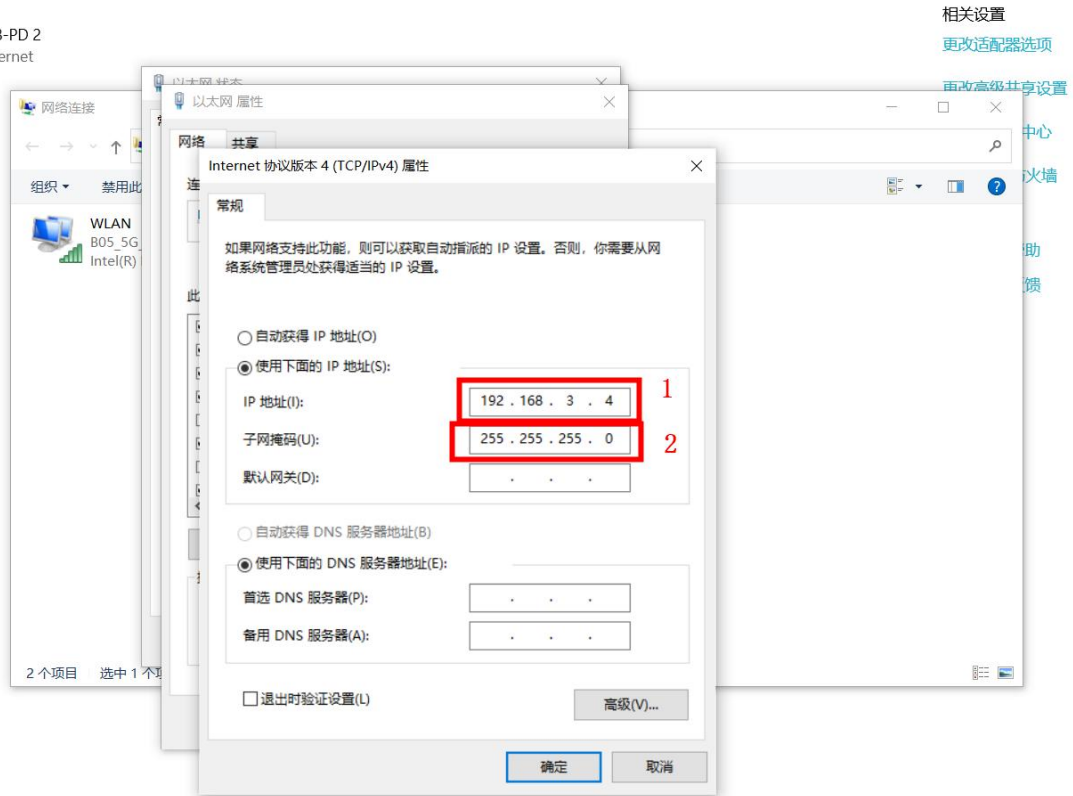 相关设置
-PD 2
更改适配器选项
ernet
以太网 状态
更改高级共享设置
以太网 属性
网络连接
中心
网络
共享
Internet 协议版本 4 (TCP/IPv4) 属性
火墙
组织
禁用此
连
常规
WLAN
B05_5G_
Intel(R)
如果网络支持此功能，则可以获取自动指派的 IP 设置。否则，你需要从网
络系统管理员处获得适当的 IP 设置。
助
馈
此
自动获得 IP 地址(O)
使用下面的 IP 地址(S):
IP 地址(I):
192 . 168 . 3 . 4
1
子网掩码(U):
255 . 255 . 255 . 0
2
默认网关(D):
. . .
自动获得 DNS 服务器地址(B)
使用下面的 DNS 服务器地址(E):
首选 DNS 服务器(P):
. . .
备用 DNS 服务器(A):
. . .
2 个项目
选中 1 个项
退出时验证设置(L)
高级(V)...
确定
取消